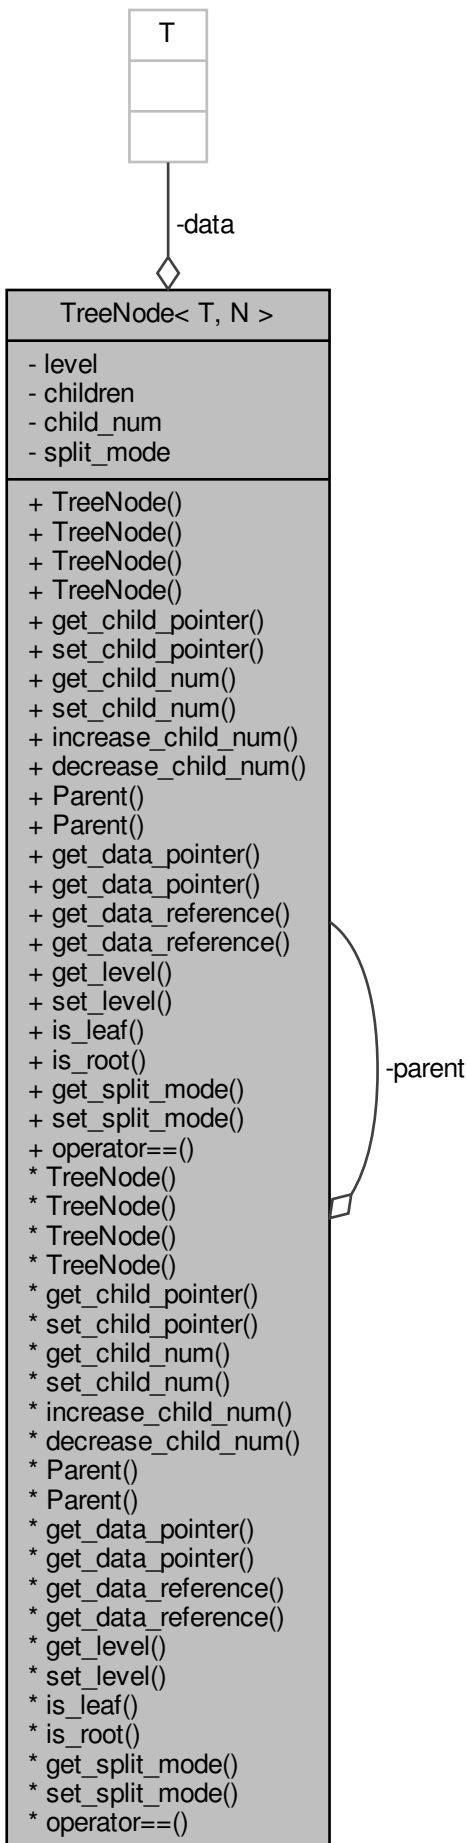 T
-data
TreeNode< T, N >
- level
- children
- child_num
- split_mode
+ TreeNode()
+ TreeNode()
+ TreeNode()
+ TreeNode()
+ get_child_pointer()
+ set_child_pointer()
+ get_child_num()
+ set_child_num()
+ increase_child_num()
+ decrease_child_num()
+ Parent()
+ Parent()
+ get_data_pointer()
+ get_data_pointer()
+ get_data_reference()
+ get_data_reference()
+ get_level()
+ set_level()
+ is_leaf()
+ is_root()
+ get_split_mode()
+ set_split_mode()
+ operator==()
* TreeNode()
* TreeNode()
* TreeNode()
* TreeNode()
* get_child_pointer()
* set_child_pointer()
* get_child_num()
* set_child_num()
* increase_child_num()
* decrease_child_num()
* Parent()
* Parent()
* get_data_pointer()
* get_data_pointer()
* get_data_reference()
* get_data_reference()
* get_level()
* set_level()
* is_leaf()
* is_root()
* get_split_mode()
* set_split_mode()
* operator==()
-parent